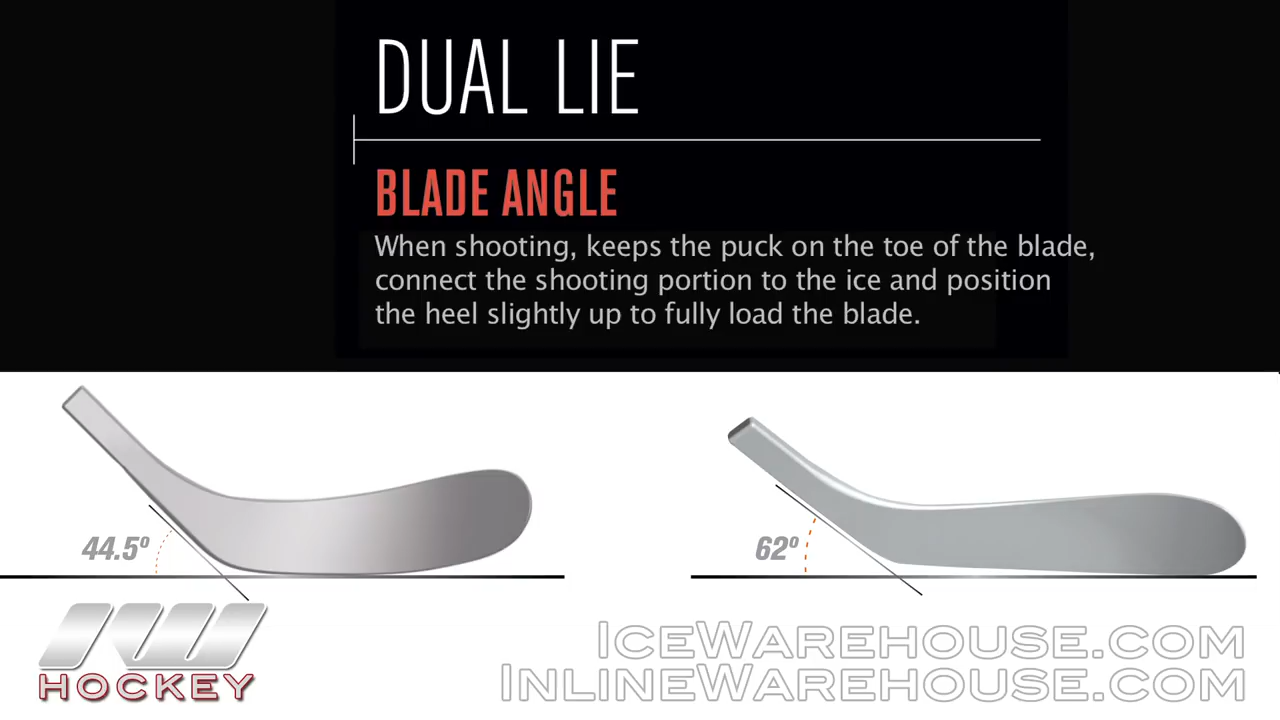 DUAL LIE
BLADE ANGLE
When shooting, keeps the puck on the toe of the blade,
connect the shooting portion to the ice and position
the heel slightly up to fully load the blade.
44.5º
62º
IW
HOCKEY
ICEWAREHOUSE.COM
INLINEWAREHOUSE.COM